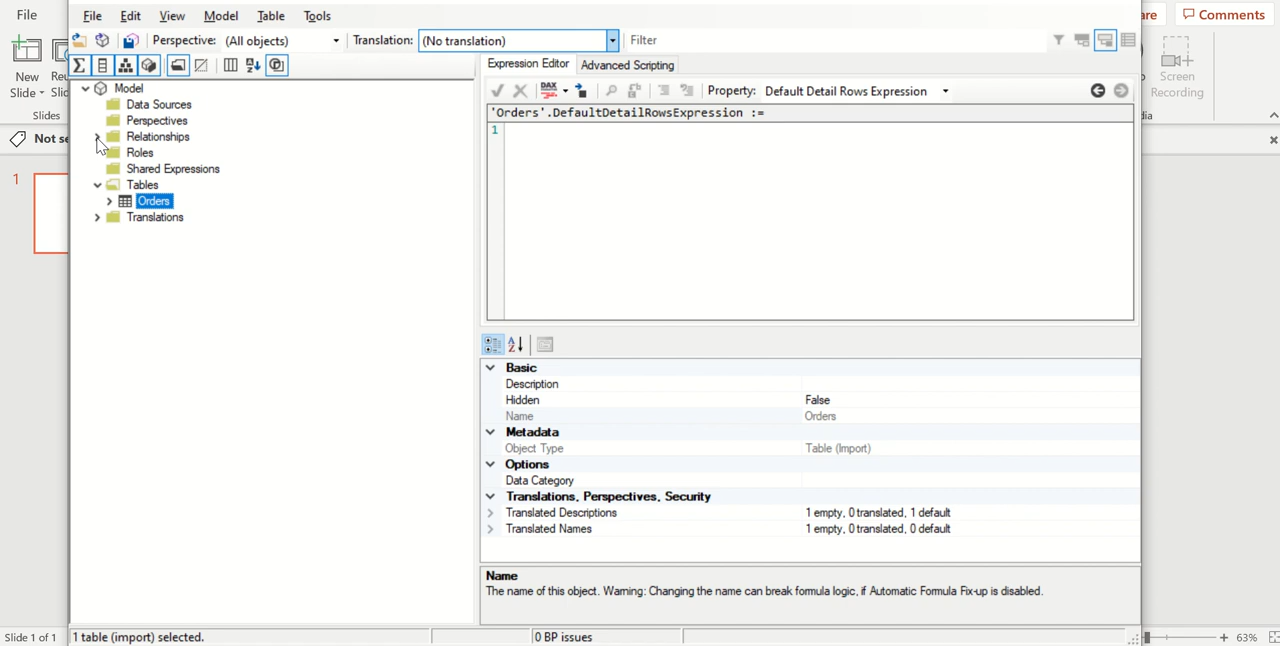 File
File Edit View Model Table Tools
Comments
Perspective: (All objects) Translation: (No translation) Filter
New
Slide
Slides
Screen
Recording
Expression Editor Advanced Scripting
Property: Default Detail Rows Expression
'Orders'.DefaultDetailRowsExpression :=
1
Model
Data Sources
Perspectives
Relationships
Roles
Shared Expressions
Tables
Orders
Translations
1
Basic
Description
Hidden False
Name Orders
Metadata
Object Type Table (Import)
Options
Data Category
Translations, Perspectives, Security
Translated Descriptions 1 empty, 0 translated, 1 default
Translated Names 1 empty, 0 translated, 0 default
Name
The name of this object. Warning: Changing the name can break formula logic, if Automatic Formula Fix-up is disabled.
Slide 1 of 1
1 table (import) selected.
0 BP issues
63%